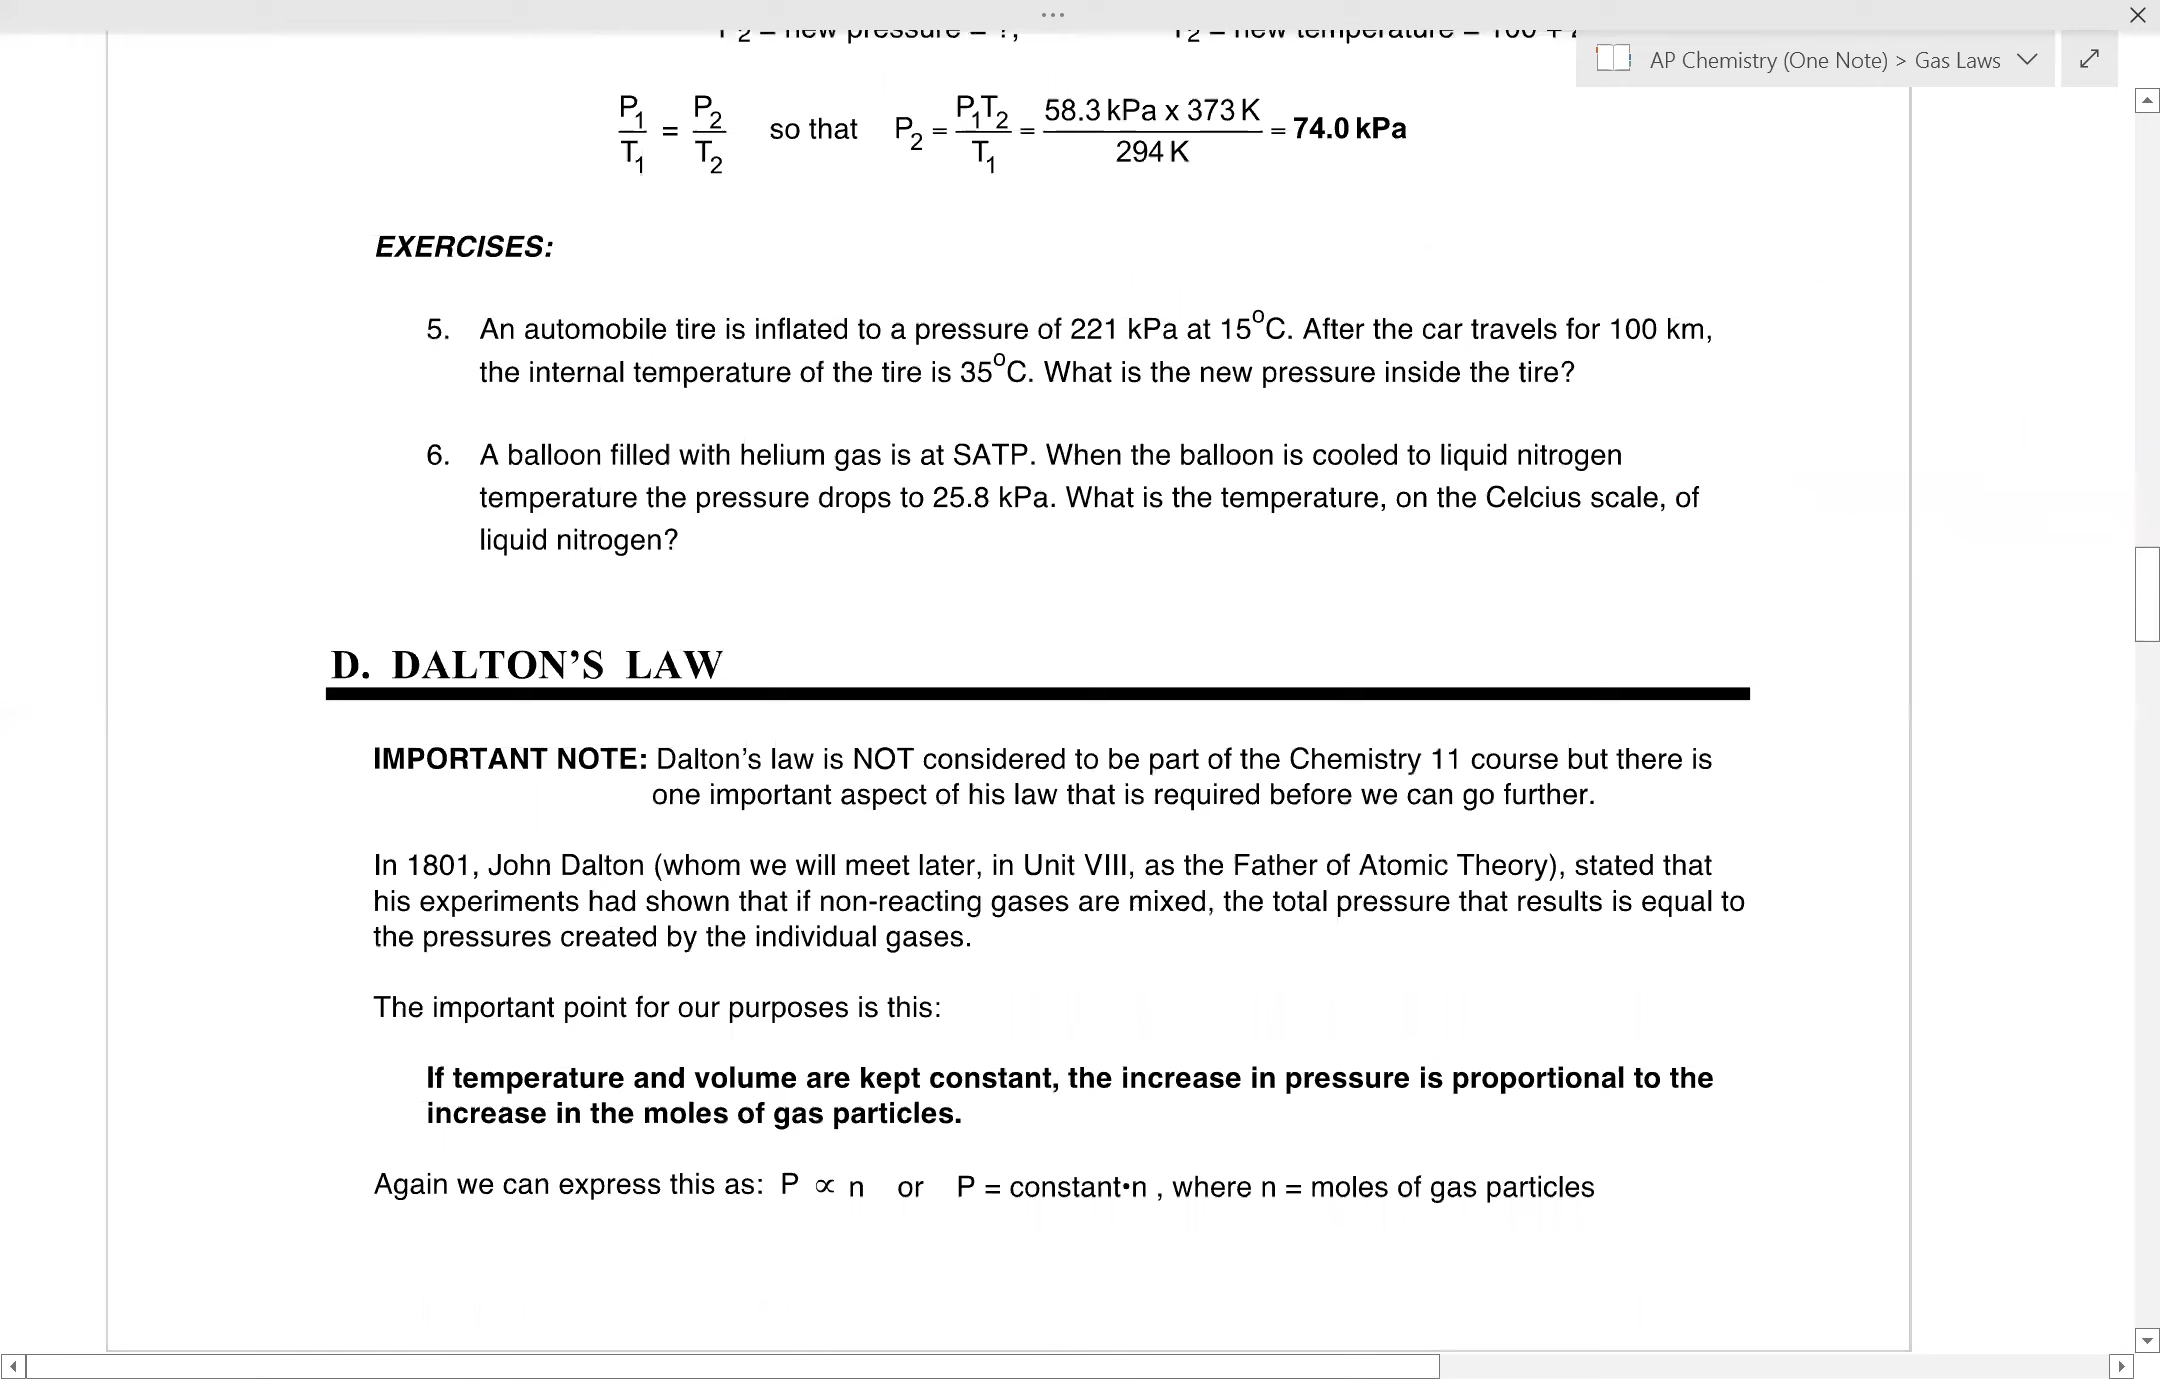 P2 = new pressure = ?,    T2 = new temperature = 100 +
AP Chemistry (One Note) > Gas Laws
P1/T1 = P2/T2 so that P2 = P1T2/T1 = 58.3 kPa x 373 K/294 K = 74.0 kPa
EXERCISES:
5. An automobile tire is inflated to a pressure of 221 kPa at 15°C. After the car travels for 100 km,
the internal temperature of the tire is 35°C. What is the new pressure inside the tire?
6. A balloon filled with helium gas is at SATP. When the balloon is cooled to liquid nitrogen
temperature the pressure drops to 25.8 kPa. What is the temperature, on the Celcius scale, of
liquid nitrogen?
D. DALTON’S LAW
IMPORTANT NOTE: Dalton’s law is NOT considered to be part of the Chemistry 11 course but there is
one important aspect of his law that is required before we can go further.
In 1801, John Dalton (whom we will meet later, in Unit VIII, as the Father of Atomic Theory), stated that
his experiments had shown that if non-reacting gases are mixed, the total pressure that results is equal to
the pressures created by the individual gases.
The important point for our purposes is this:
If temperature and volume are kept constant, the increase in pressure is proportional to the
increase in the moles of gas particles.
Again we can express this as: P ∝ n or P = constant•n , where n = moles of gas particles